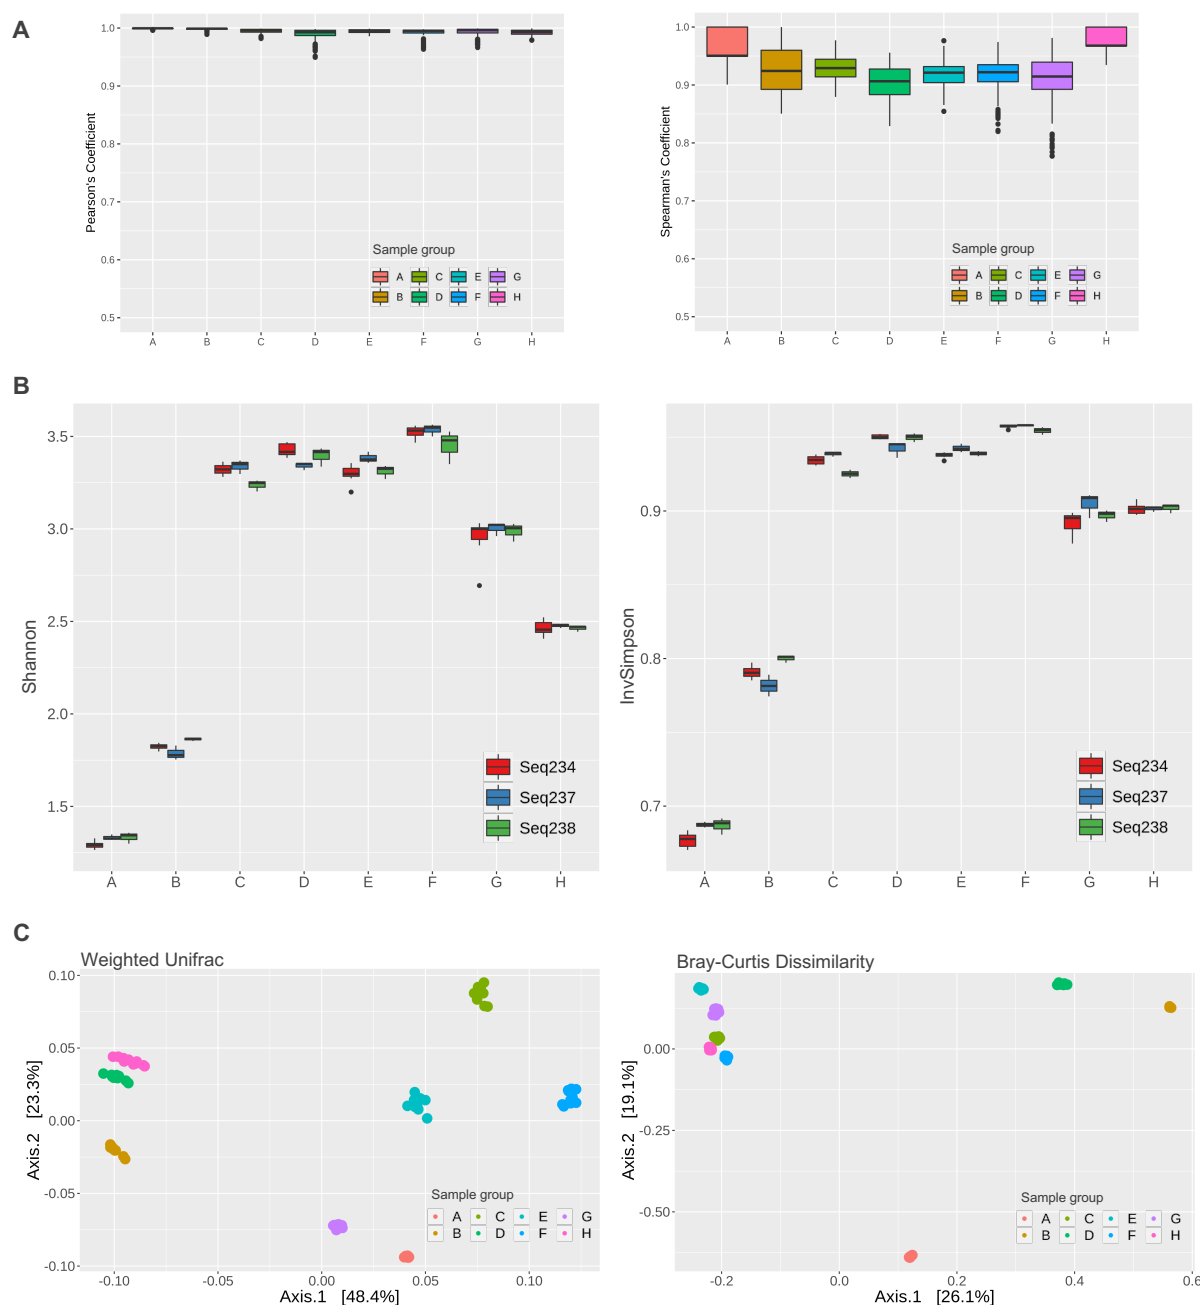 A
1.0
0.9
0.8
0.7
0.6
0.5
Pearson's Coefficient
Sample group
A C E G
B D F H
A B C D E F G H
1.0
0.9
0.8
0.7
0.6
0.5
Spearman's Coefficient
Sample group
A C E G
B D F H
A B C D E F G H
B
3.5
3.0
2.5
2.0
1.5
Shannon
Seq234
Seq237
Seq238
A B C D E F G H
0.9
0.8
0.7
InvSimpson
Seq234
Seq237
Seq238
A B C D E F G H
C
Weighted Unifrac
0.10
0.05
0.00
-0.05
-0.10
Axis.2 [23.3%]
Sample group
A C E G
B D F H
-0.10 -0.05 0.00 0.05 0.10
Axis.1 [48.4%]
Bray-Curtis Dissimilarity
0.00
-0.25
-0.50
Axis.2 [19.1%]
Sample group
A C E G
B D F H
-0.2 0.0 0.2 0.4 0.6
Axis.1 [26.1%]